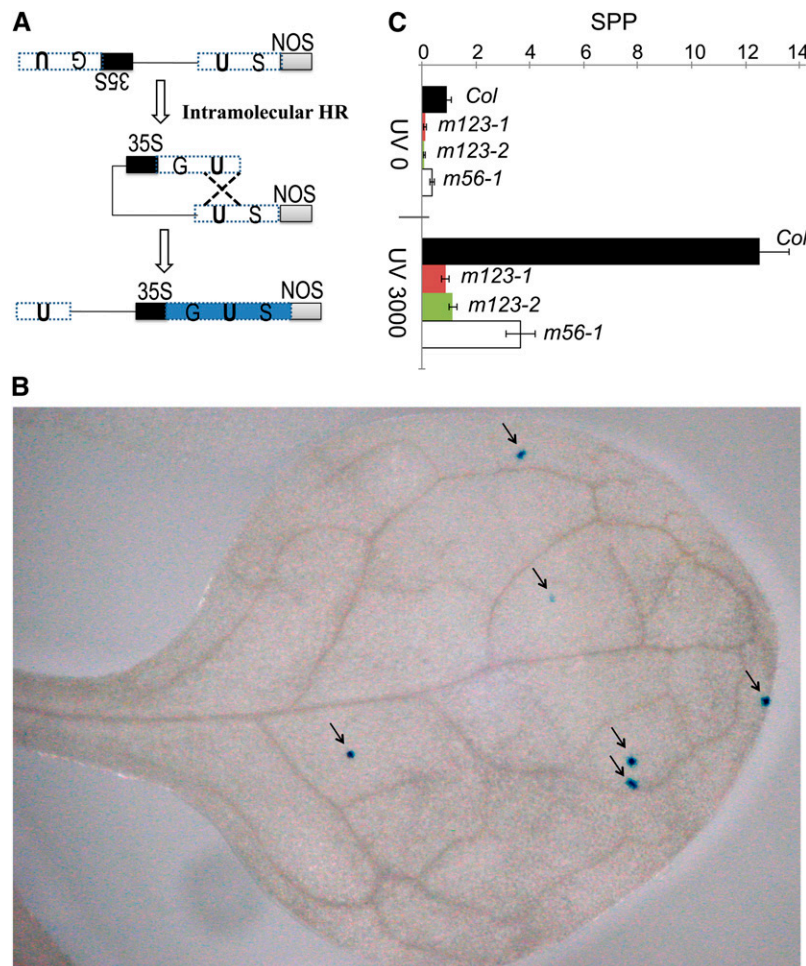 A
U G U S NOS
35S
Intramolecular HR
35S
G U
NOS
U S
35S NOS
U G U S
C
SPP
0 2 4 6 8 10 12 14
UV 0
Col
m123-1
m123-2
m56-1
UV 3000
Col
m123-1
m123-2
m56-1
B